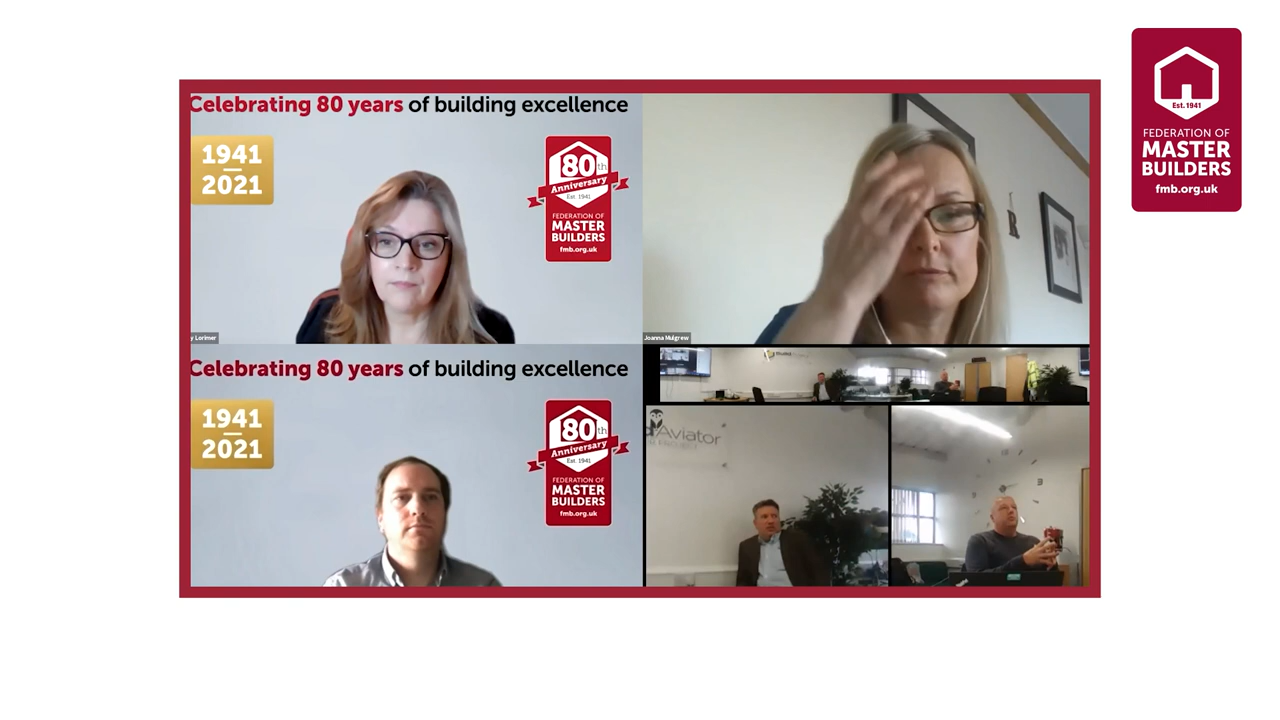 Celebrating 80 years of building excellence
1941
2021
80th
Anniversary
Est. 1941
FEDERATION OF
MASTER
BUILDERS
fmb.org.uk
y Lorimer
Joanna Mulgrew
R
Celebrating 80 years of building excellence
1941
2021
80th
Anniversary
Est. 1941
FEDERATION OF
MASTER
BUILDERS
fmb.org.uk
dAviator
Est. 1941
FEDERATION OF
MASTER
BUILDERS
fmb.org.uk